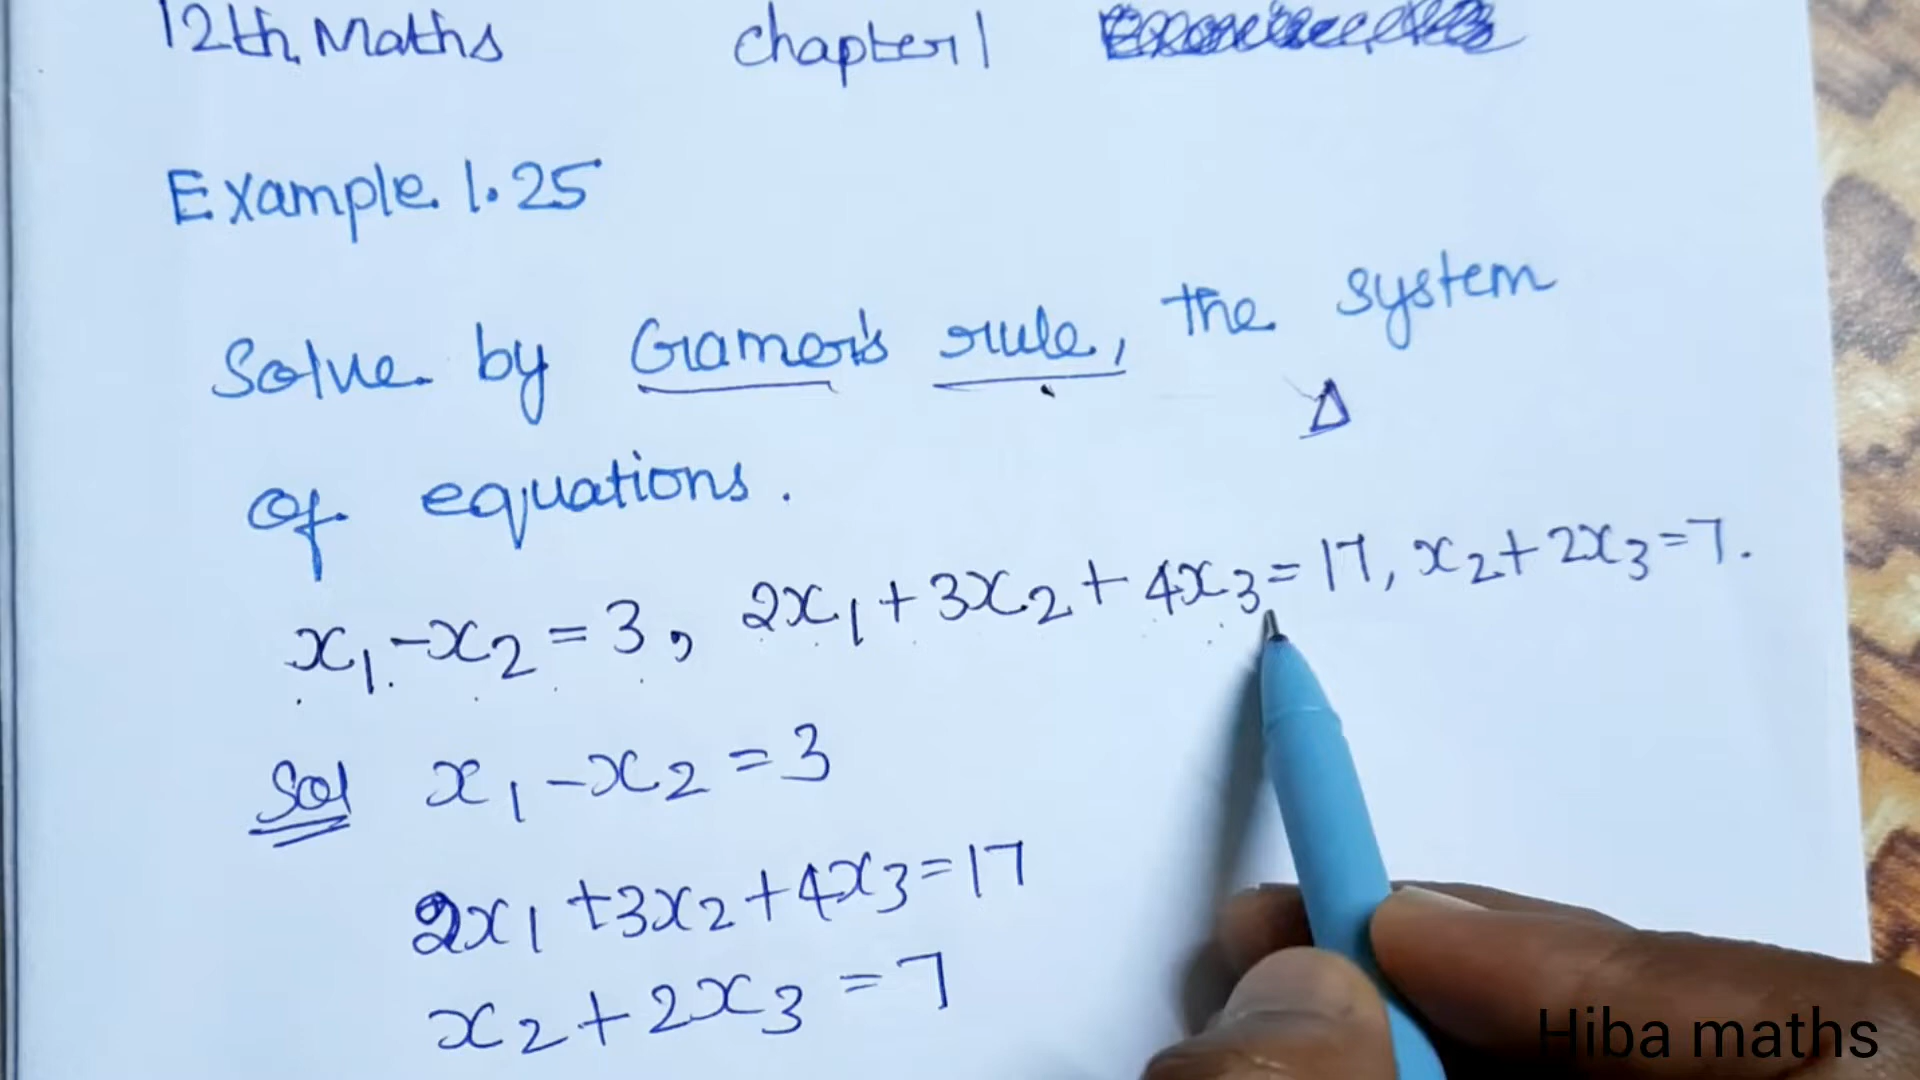 12th Maths chapter 1
Example. 1.25
Solve by Cramer's rule, the system
Δ
of equations.
x₁-x₂=3, 2x₁+3x₂+4x₃=17, x₂+2x₃=7.
Sol x₁-x₂=3
2x₁+3x₂+4x₃=17
x₂+2x₃=7
Hiba maths